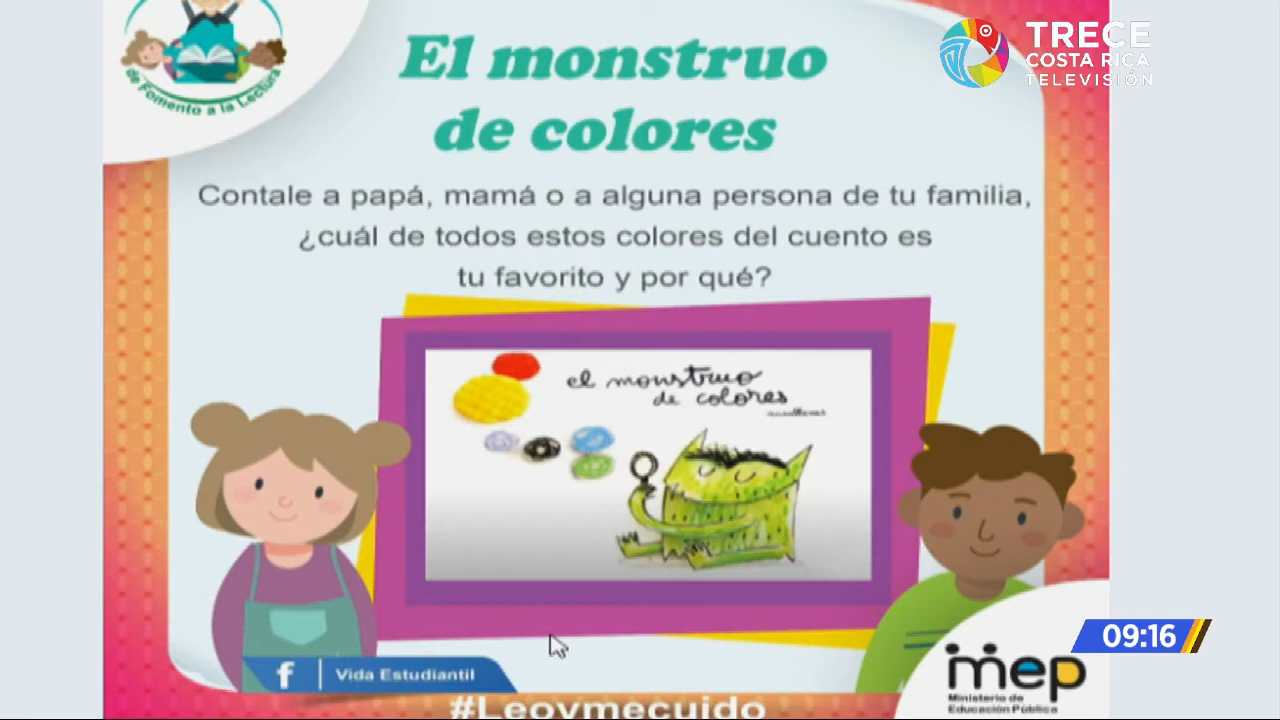 de Fomento a la Lectura
El monstruo
de colores
TRECE
COSTA RICA
TELEVISIÓN
Contale a papá, mamá o a alguna persona de tu familia,
¿cuál de todos estos colores del cuento es
tu favorito y por qué?
el monstruo
de colores
09:16
f
Vida Estudiantil
mep
Ministerio de
Educación Pública
#Leoymecuido